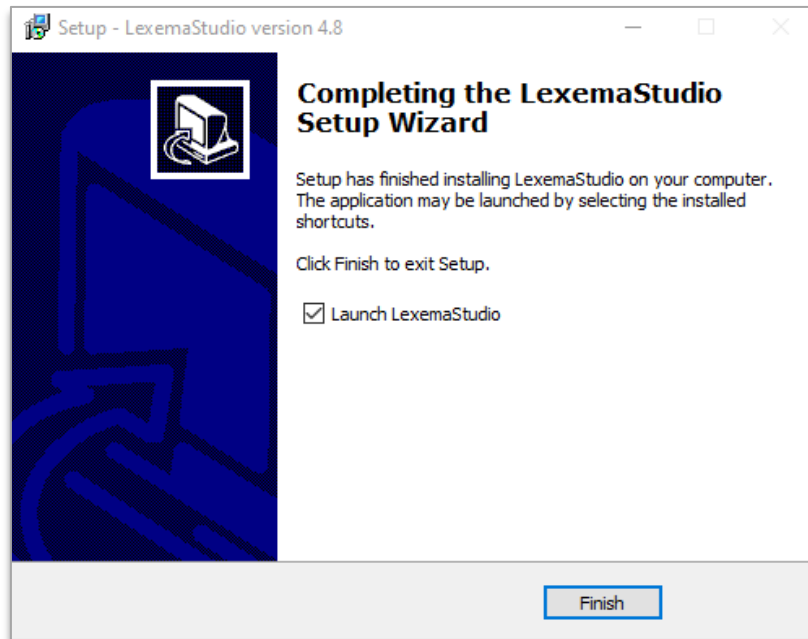 Setup - LexemaStudio version 4.8
Completing the LexemaStudio
Setup Wizard
Setup has finished installing LexemaStudio on your computer.
The application may be launched by selecting the installed
shortcuts.
Click Finish to exit Setup.
Launch LexemaStudio
Finish